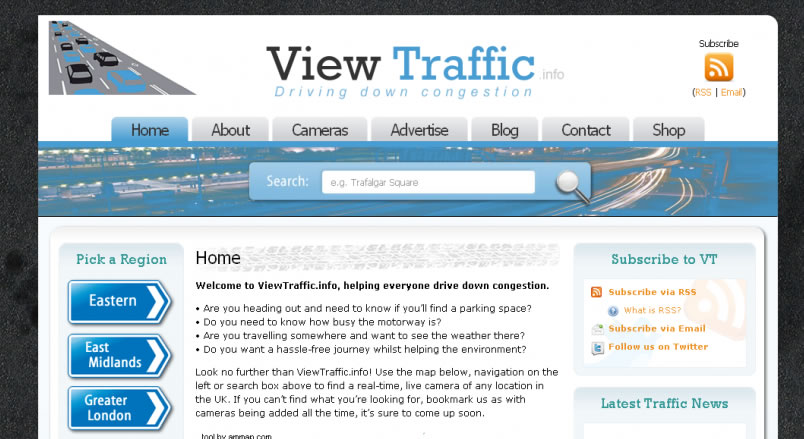 View Traffic.info
Driving down congestion
Subscribe
(RSS | Email)
Home
About
Cameras
Advertise
Blog
Contact
Shop
Search:
e.g. Trafalgar Square
Pick a Region
Eastern
East
Midlands
Greater
London
Home
Welcome to ViewTraffic.info, helping everyone drive down congestion.
• Are you heading out and need to know if you'll find a parking space?
• Do you need to know how busy the motorway is?
• Are you travelling somewhere and want to see the weather there?
• Do you want a hassle-free journey whilst helping the environment?
Look no further than ViewTraffic.info! Use the map below, navigation on the
left or search box above to find a real-time, live camera of any location in
the UK. If you can't find what you're looking for, bookmark us as with
cameras being added all the time, it's sure to come up soon.
tool by ammap.com
Subscribe to VT
Subscribe via RSS
What is RSS?
Subscribe via Email
Follow us on Twitter
Latest Traffic News